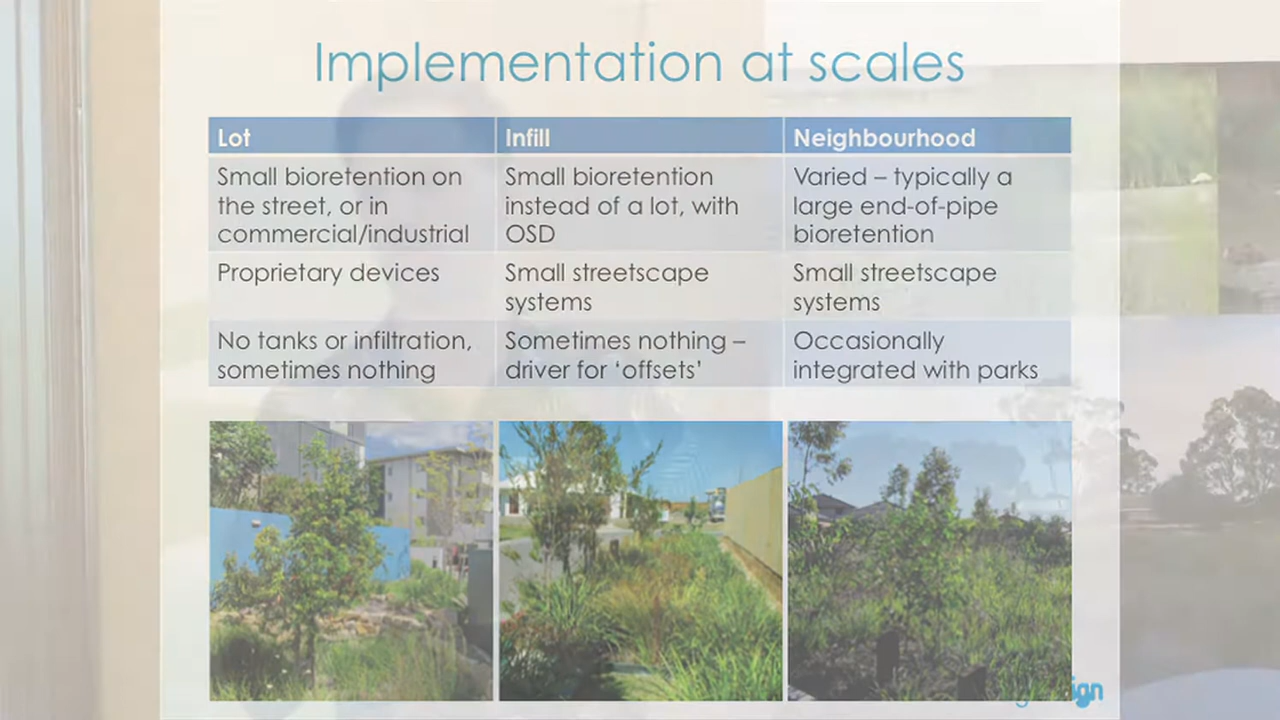 Implementation at scales
Lot
Infill
Neighbourhood
Small bioretention on
the street, or in
commercial/industrial
Small bioretention
instead of a lot, with
OSD
Varied – typically a
large end-of-pipe
bioretention
Proprietary devices
Small streetscape
systems
Small streetscape
systems
No tanks or infiltration,
sometimes nothing
Sometimes nothing –
driver for ‘offsets’
Occasionally
integrated with parks